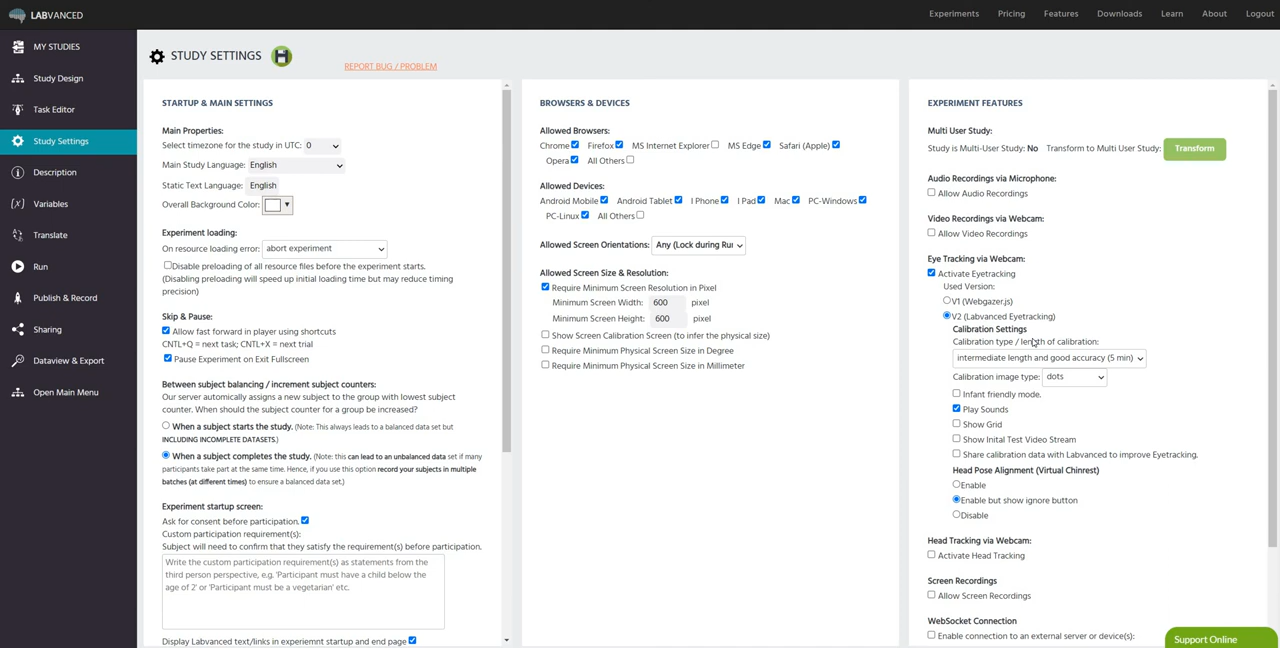 LABVANCED
Experiments Pricing Features Downloads Learn About Logout
MY STUDIES
Study Design
Task Editor
Study Settings
Description
Variables
Translate
Run
Publish & Record
Sharing
Dataview & Export
Open Main Menu
STUDY SETTINGS
REPORT BUG / PROBLEM
STARTUP & MAIN SETTINGS
Main Properties:
Select timezone for the study in UTC: 0
Main Study Language: English
Static Text Language: English
Overall Background Color:
Experiment loading:
On resource loading error: abort experiment
Disable preloading of all resource files before the experiment starts.
(Disabling preloading will speed up initial loading time but may reduce timing
precision)
Skip & Pause:
Allow fast forward in player using shortcuts
CNTL+Q = next task; CNTL+X = next trial
Pause Experiment on Exit Fullscreen
Between subject balancing / increment subject counters:
Our server automatically assigns a new subject to the group with lowest subject
counter. When should the subject counter for a group be increased?
When a subject starts the study. (Note: This always leads to a balanced data set but
INCLUDING INCOMPLETE DATASETS.)
When a subject completes the study. (Note: this can lead to an unbalanced data set if many
participants take part at the same time. Hence, if you use this option record your subjects in multiple
batches (at different times) to ensure a balanced data set.)
Experiment startup screen:
Ask for consent before participation.
Custom participation requirement(s):
Subject will need to confirm that they satisfy the requirement(s) before participation.
Write the custom participation requirement(s) as statements from the
third person perspective, e.g. 'Participant must have a child below the
age of 2' or 'Participant must be a vegetarian' etc.
Display Labvanced text/links in experiemnt startup and end page
BROWSERS & DEVICES
Allowed Browsers:
Chrome Firefox MS Internet Explorer MS Edge Safari (Apple)
Opera All Others
Allowed Devices:
Android Mobile Android Tablet I Phone I Pad Mac PC-Windows
PC-Linux All Others
Allowed Screen Orientations: Any (Lock during Run
Allowed Screen Size & Resolution:
Require Minimum Screen Resolution in Pixel
Minimum Screen Width: 600 pixel
Minimum Screen Height: 600 pixel
Show Screen Calibration Screen (to infer the physical size)
Require Minimum Physical Screen Size in Degree
Require Minimum Physical Screen Size in Millimeter
EXPERIMENT FEATURES
Multi User Study:
Study is Multi-User Study: No Transform to Multi User Study: Transform
Audio Recordings via Microphone:
Allow Audio Recordings
Video Recordings via Webcam:
Allow Video Recordings
Eye Tracking via Webcam:
Activate Eyetracking
Used Version:
V1 (Webgazer.js)
V2 (Labvanced Eyetracking)
Calibration Settings
Calibration type / length of calibration:
intermediate length and good accuracy (5 min)
Calibration image type: dots
Infant friendly mode.
Play Sounds
Show Grid
Show Inital Test Video Stream
Share calibration data with Labvanced to improve Eyetracking.
Head Pose Alignment (Virtual Chinrest)
Enable
Enable but show ignore button
Disable
Head Tracking via Webcam:
Activate Head Tracking
Screen Recordings
Allow Screen Recordings
WebSocket Connection
Enable connection to an external server or device(s):
Support Online